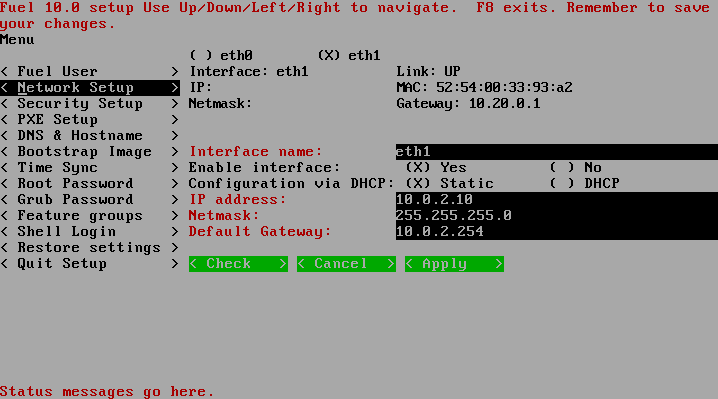 Fuel 10.0 setup Use Up/Down/Left/Right to navigate.  F8 exits. Remember to save
your changes.
Menu
( ) eth0       (X) eth1
< Fuel User         > Interface: eth1          Link: UP
< Network Setup     > IP:                      MAC: 52:54:00:33:93:a2
< Security Setup    > Netmask:                 Gateway: 10.20.0.1
< PXE Setup         >
< DNS & Hostname    >
< Bootstrap Image   > Interface name:          eth1
< Time Sync         > Enable interface:         (X) Yes         ( ) No
< Root Password     > Configuration via DHCP: (X) Static      ( ) DHCP
< Grub Password     > IP address:              10.0.2.10
< Feature groups    > Netmask:                 255.255.255.0
< Shell Login       > Default Gateway:         10.0.2.254
< Restore settings >
< Quit Setup        > < Check   > < Cancel  > < Apply   >
Status messages go here.